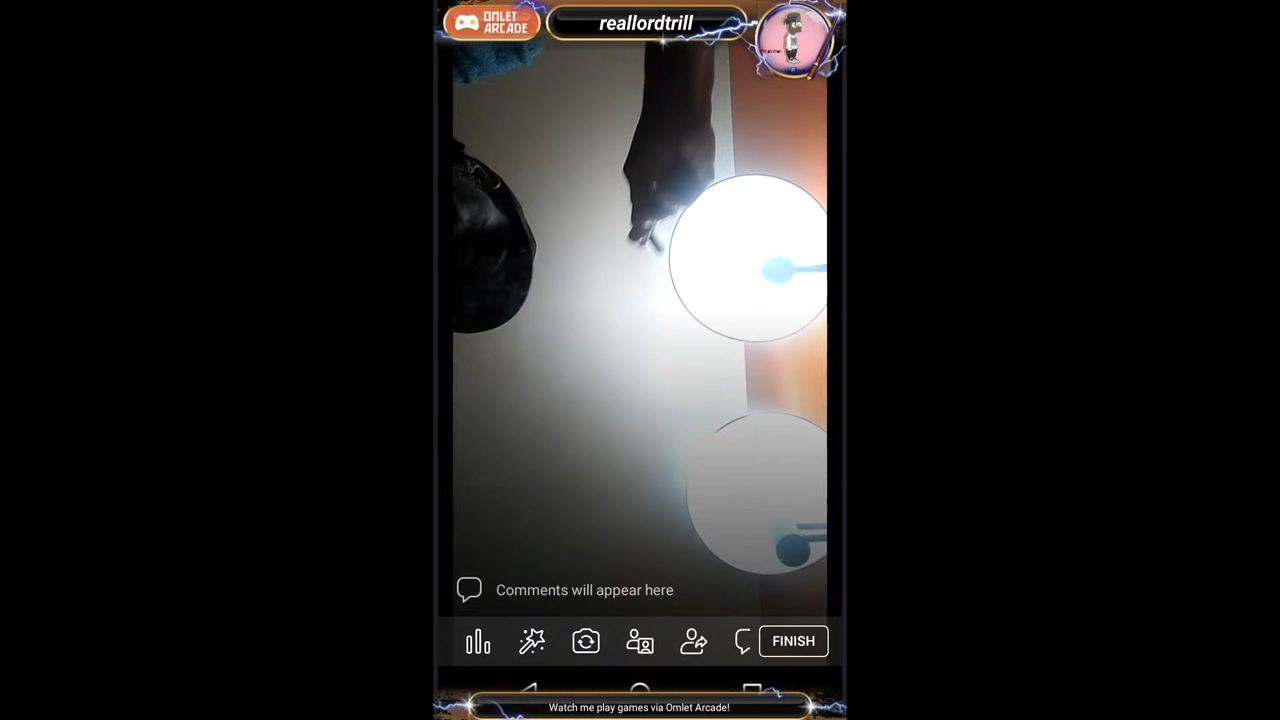 OMLET
ARCADE
reallordtrill
Comments will appear here
FINISH
Watch me play games via Omlet Arcade!